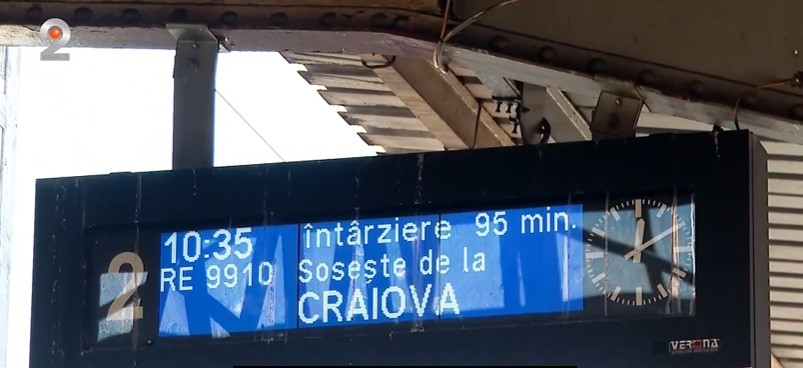 2
2
10:35
RE 9910
întârziere 95 min.
Sosește de la
CRAIOVA
VERONA